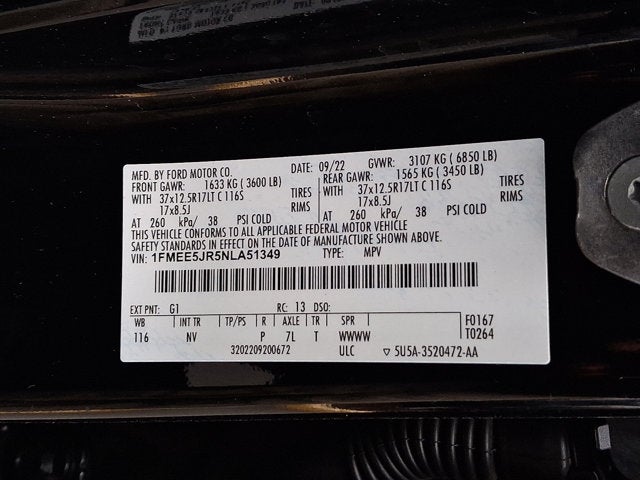 MFD. BY FORD MOTOR CO. DATE: 09/22 GVWR: 3107 KG ( 6850 LB)
FRONT GAWR: 1633 KG ( 3600 LB) REAR GAWR: 1565 KG ( 3450 LB)
WITH 37x12.5R17LT C 116S TIRES WITH 37x12.5R17LT C 116S TIRES
17x8.5J RIMS 17x8.5J RIMS
AT 260 kPa/ 38 PSI COLD AT 260 kPa/ 38 PSI COLD
THIS VEHICLE CONFORMS TO ALL APPLICABLE FEDERAL MOTOR VEHICLE
SAFETY STANDARDS IN EFFECT ON THE DATE OF MANUFACTURE SHOWN ABOVE.
VIN: 1FMEE5JR5NLA51349 TYPE: MPV
EXT PNT: G1 RC: 13 DSO:
WB INT TR TP/PS R AXLE TR SPR F0167
116 NV P 7L T WWWW T0264
3202209200672 ULC ▽ 5U5A-3520472-AA